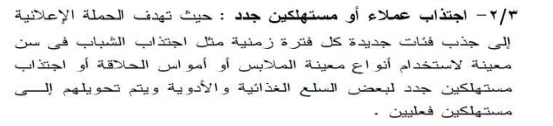 ٢/٣- اجتذاب عملاء أو مستهلكين جدد : حيث تهدف الحملة الإعلانية
إلى جذب فئات جديدة كل فترة زمنية مثل اجتذاب الشباب فى سن
معينة لاستخدام أنواع معينة الملابس أو أمواس الحلاقة أو اجتذاب
مستهلكين جدد لبعض السلع الغذائية والأدوية ويتم تحويلهم إلـــى
مستهلكين فعليين .